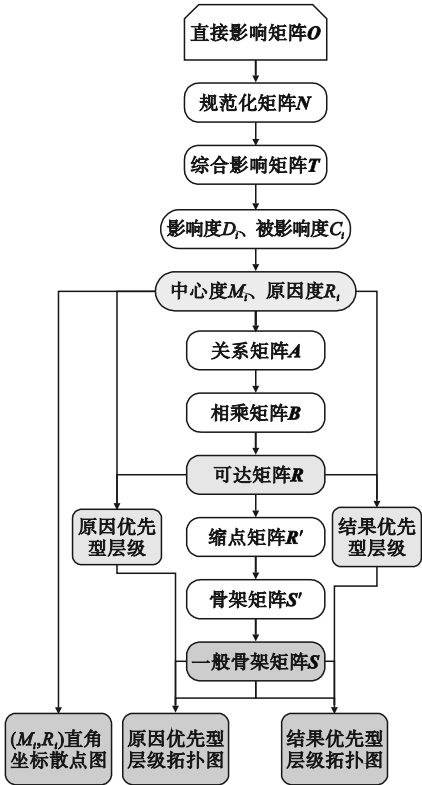 直接影响矩阵O
规范化矩阵N
综合影响矩阵T
影响度Di、被影响度Ci
中心度Mi、原因度Ri
关系矩阵A
相乘矩阵B
可达矩阵R
原因优先
型层级
结果优先
型层级
缩点矩阵R′
骨架矩阵S′
一般骨架矩阵S
(Mi,Ri)直角
坐标散点图
原因优先型
层级拓扑图
结果优先型
层级拓扑图